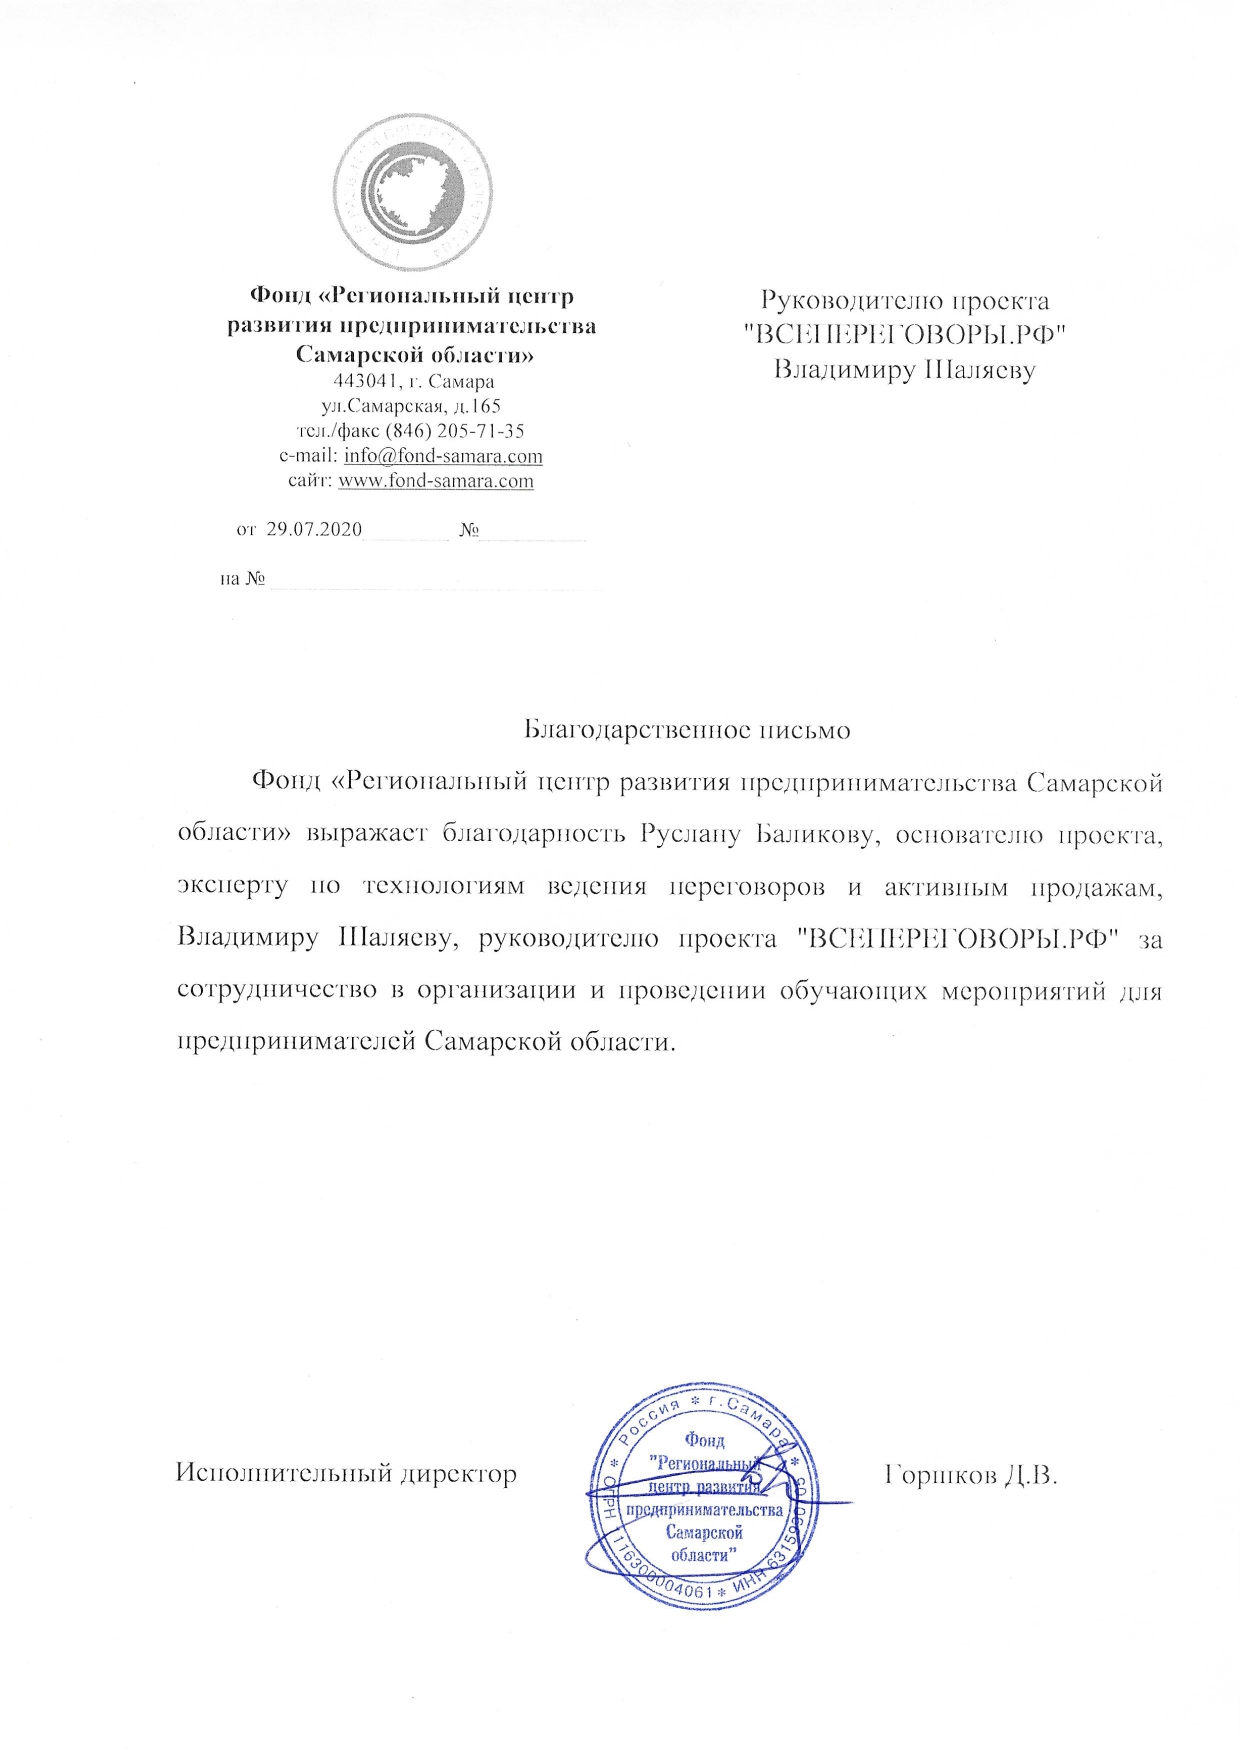 Фонд «Региональный центр
развития предпринимательства
Самарской области»
443041, г. Самара
ул.Самарская, д.165
тел./факс (846) 205-71-35
e-mail: info@fond-samara.com
сайт: www.fond-samara.com
от 29.07.2020 №
на №
Руководителю проекта
"ВСЕПЕРЕГОВОРЫ.РФ"
Владимиру Шаляеву
Благодарственное письмо
Фонд «Региональный центр развития предпринимательства Самарской
области» выражает благодарность Руслану Баликову, основателю проекта,
эксперту по технологиям ведения переговоров и активным продажам,
Владимиру Шаляеву, руководителю проекта "ВСЕПЕРЕГОВОРЫ.РФ" за
сотрудничество в организации и проведении обучающих мероприятий для
предпринимателей Самарской области.
Исполнительный директор
Горшков Д.В.
* Россия * г.Самара *
ОГРН 1116300004061 * ИНН
Фонд
"Региональный
центр развития
предпринимательства
Самарской
области"